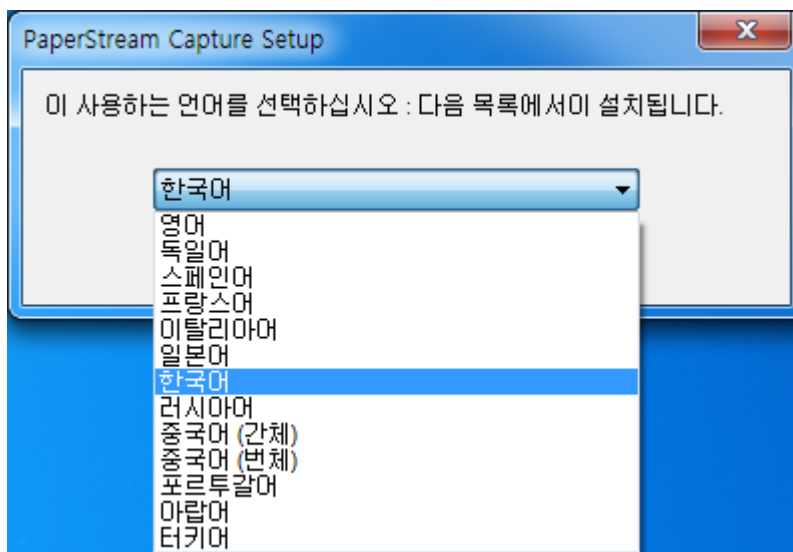 PaperStream Capture Setup
이 사용하는 언어를 선택하십시오 : 다음 목록에서이 설치됩니다.
한국어
영어
독일어
스페인어
프랑스어
이탈리아어
일본어
한국어
러시아어
중국어 (간체)
중국어 (번체)
포르투갈어
아랍어
터키어